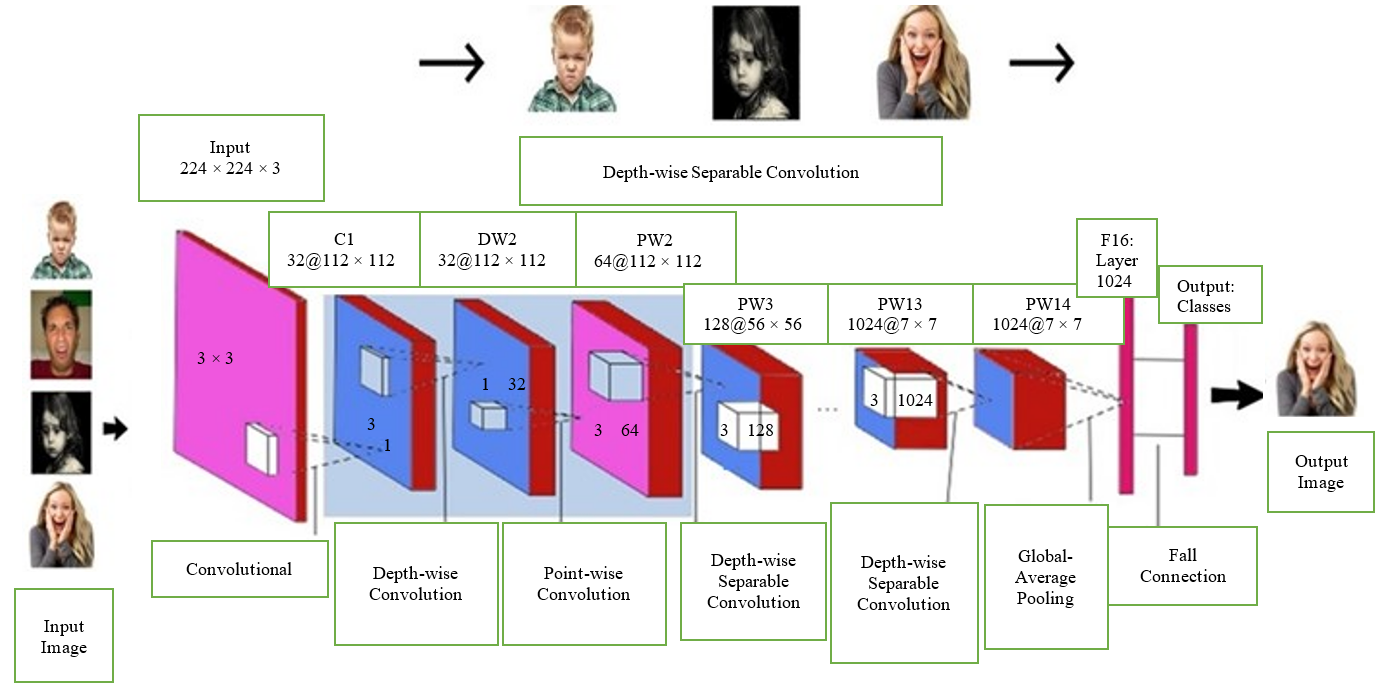 Input
224 × 224 × 3
Depth-wise Separable Convolution
C1
32@112 × 112
DW2
32@112 × 112
PW2
64@112 × 112
F16:
Layer
1024
Output:
Classes
PW3
128@56 × 56
PW13
1024@7 × 7
PW14
1024@7 × 7
3 × 3
3
1
1 32
3 64
3 128
...
3 1024
Convolutional
Depth-wise
Convolution
Point-wise
Convolution
Depth-wise
Separable
Convolution
Depth-wise
Separable
Convolution
Global-
Average
Pooling
Fall
Connection
Output
Image
Input
Image